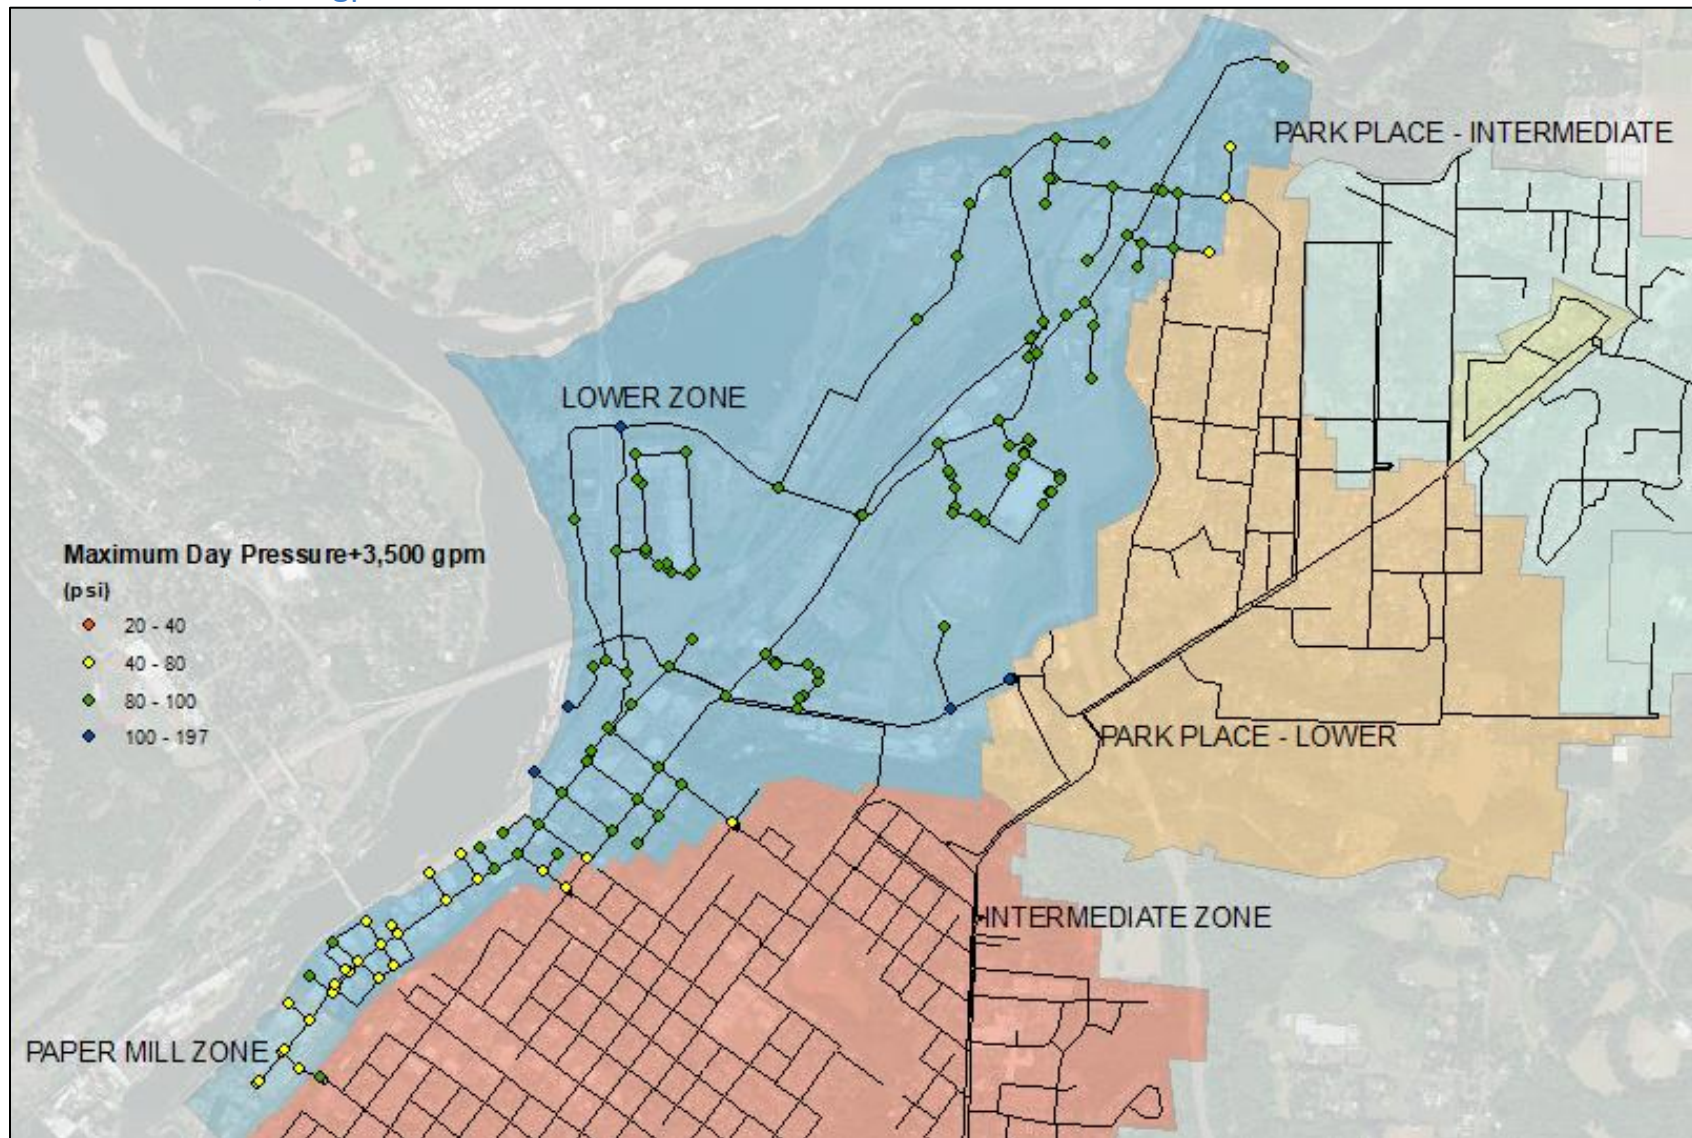 PARK PLACE - INTERMEDIATE
LOWER ZONE
Maximum Day Pressure+3,500 gpm
(psi)
20 - 40
40 - 80
80 - 100
100 - 197
PARK PLACE - LOWER
INTERMEDIATE ZONE
PAPER MILL ZONE